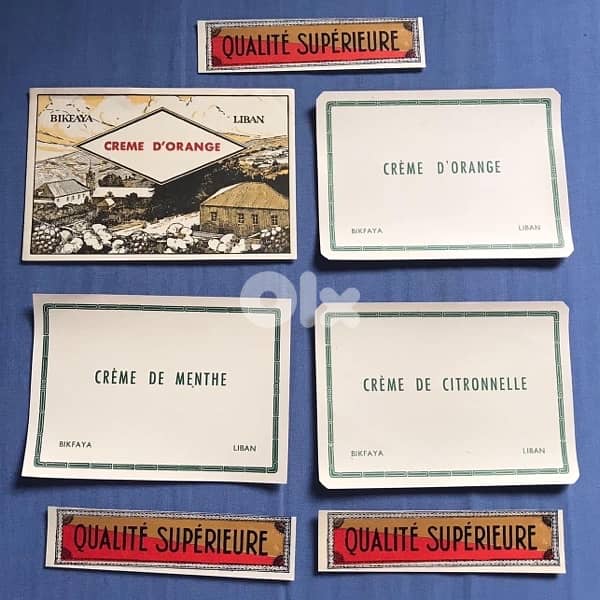 QUALITÉ SUPÉRIEURE
BIKFAYA LIBAN
CREME D'ORANGE
CRÈME D'ORANGE
BIKFAYA LIBAN
olx
CRÈME DE MENTHE
BIKFAYA LIBAN
CRÈME DE CITRONNELLE
BIKFAYA LIBAN
QUALITÉ SUPÉRIEURE
QUALITÉ SUPÉRIEURE